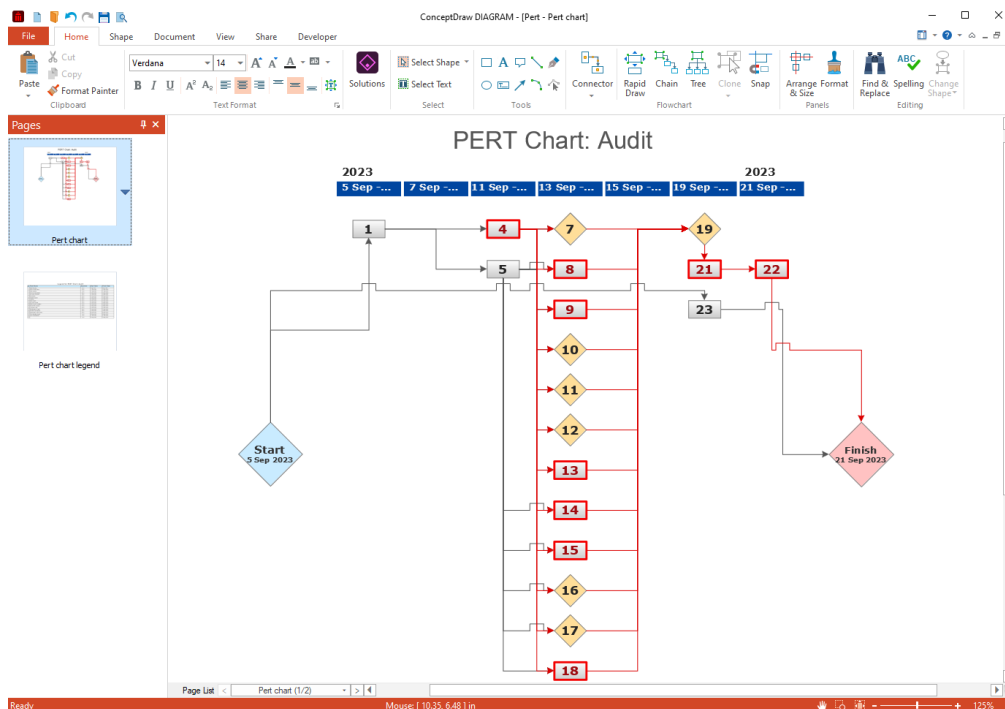 ConceptDraw DIAGRAM - [Pert - Pert chart]
File Home Shape Document View Share Developer
Paste
Cut
Copy
Format Painter
Clipboard
Verdana 14
B I U
Text Format
Solutions
Select Shape
Select Text
Select
Tools
Connector
Rapid Draw
Chain
Tree
Clone
Snap
Flowchart
Arrange & Size
Format
Panels
Find & Replace
Spelling
Change Shape
Editing
Pages
Pert chart
Pert chart legend
PERT Chart: Audit
2023 2023
5 Sep -... 7 Sep -... 11 Sep -... 13 Sep -... 15 Sep -... 19 Sep -... 21 Sep -...
1 4 7 19
5 8 21 22
9 23
10
11
12
Start
5 Sep 2023
Finish
21 Sep 2023
13
14
15
16
17
18
Page List Pert chart (1/2)
Ready Mouse: [ 10.35, 6.48 ] in 125%